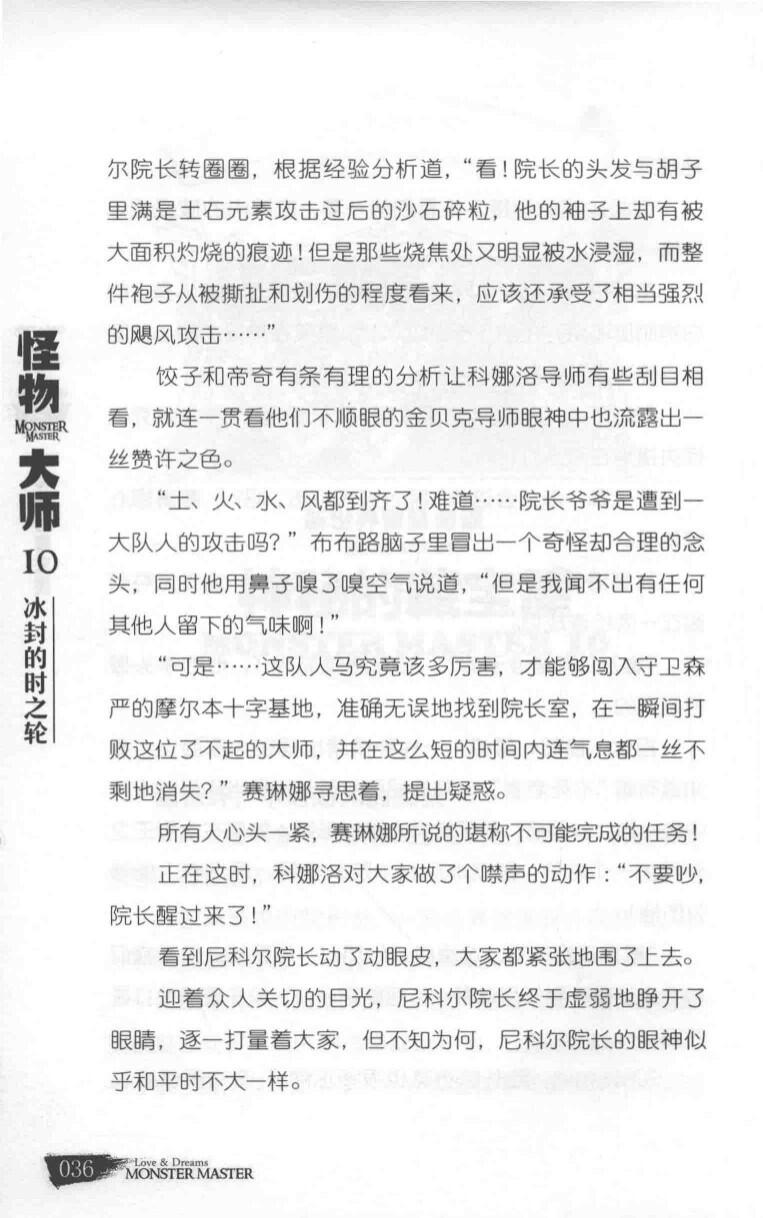 尔院长转圈圈，根据经验分析道，“看！院长的头发与胡子
里满是土石元素攻击过后的沙石碎粒，他的袖子上却有被
大面积灼烧的痕迹！但是那些烧焦处又明显被水浸湿，而整
件袍子从被撕扯和划伤的程度看来，应该还承受了相当强烈
的飓风攻击……”
饺子和帝奇有条有理的分析让科娜洛导师有些刮目相
看，就连一贯看他们不顺眼的金贝克导师眼神中也流露出一
丝赞许之色。
“土、火、水、风都到齐了！难道……院长爷爷是遭到一
大队人的攻击吗？”布布路脑子里冒出一个奇怪却合理的念
头，同时他用鼻子嗅了嗅空气说道，“但是我闻不出有任何
其他人留下的气味啊！”
“可是……这队人马究竟该多厉害，才能够闯入守卫森
严的摩尔本十字基地，准确无误地找到院长室，在一瞬间打
败这位了不起的大师，并在这么短的时间内连气息都一丝不
剩地消失？”赛琳娜寻思着，提出疑惑。
所有人心头一紧，赛琳娜所说的堪称不可能完成的任务！
正在这时，科娜洛对大家做了个噤声的动作：“不要吵，
院长醒过来了！”
看到尼科尔院长动了动眼皮，大家都紧张地围了上去。
迎着众人关切的目光，尼科尔院长终于虚弱地睁开了
眼睛，逐一打量着大家，但不知为何，尼科尔院长的眼神似
乎和平时不大一样。
怪物
MONSTER
MASTER
大师
10
冰封的时之轮
036
Love & Dreams
MONSTER MASTER